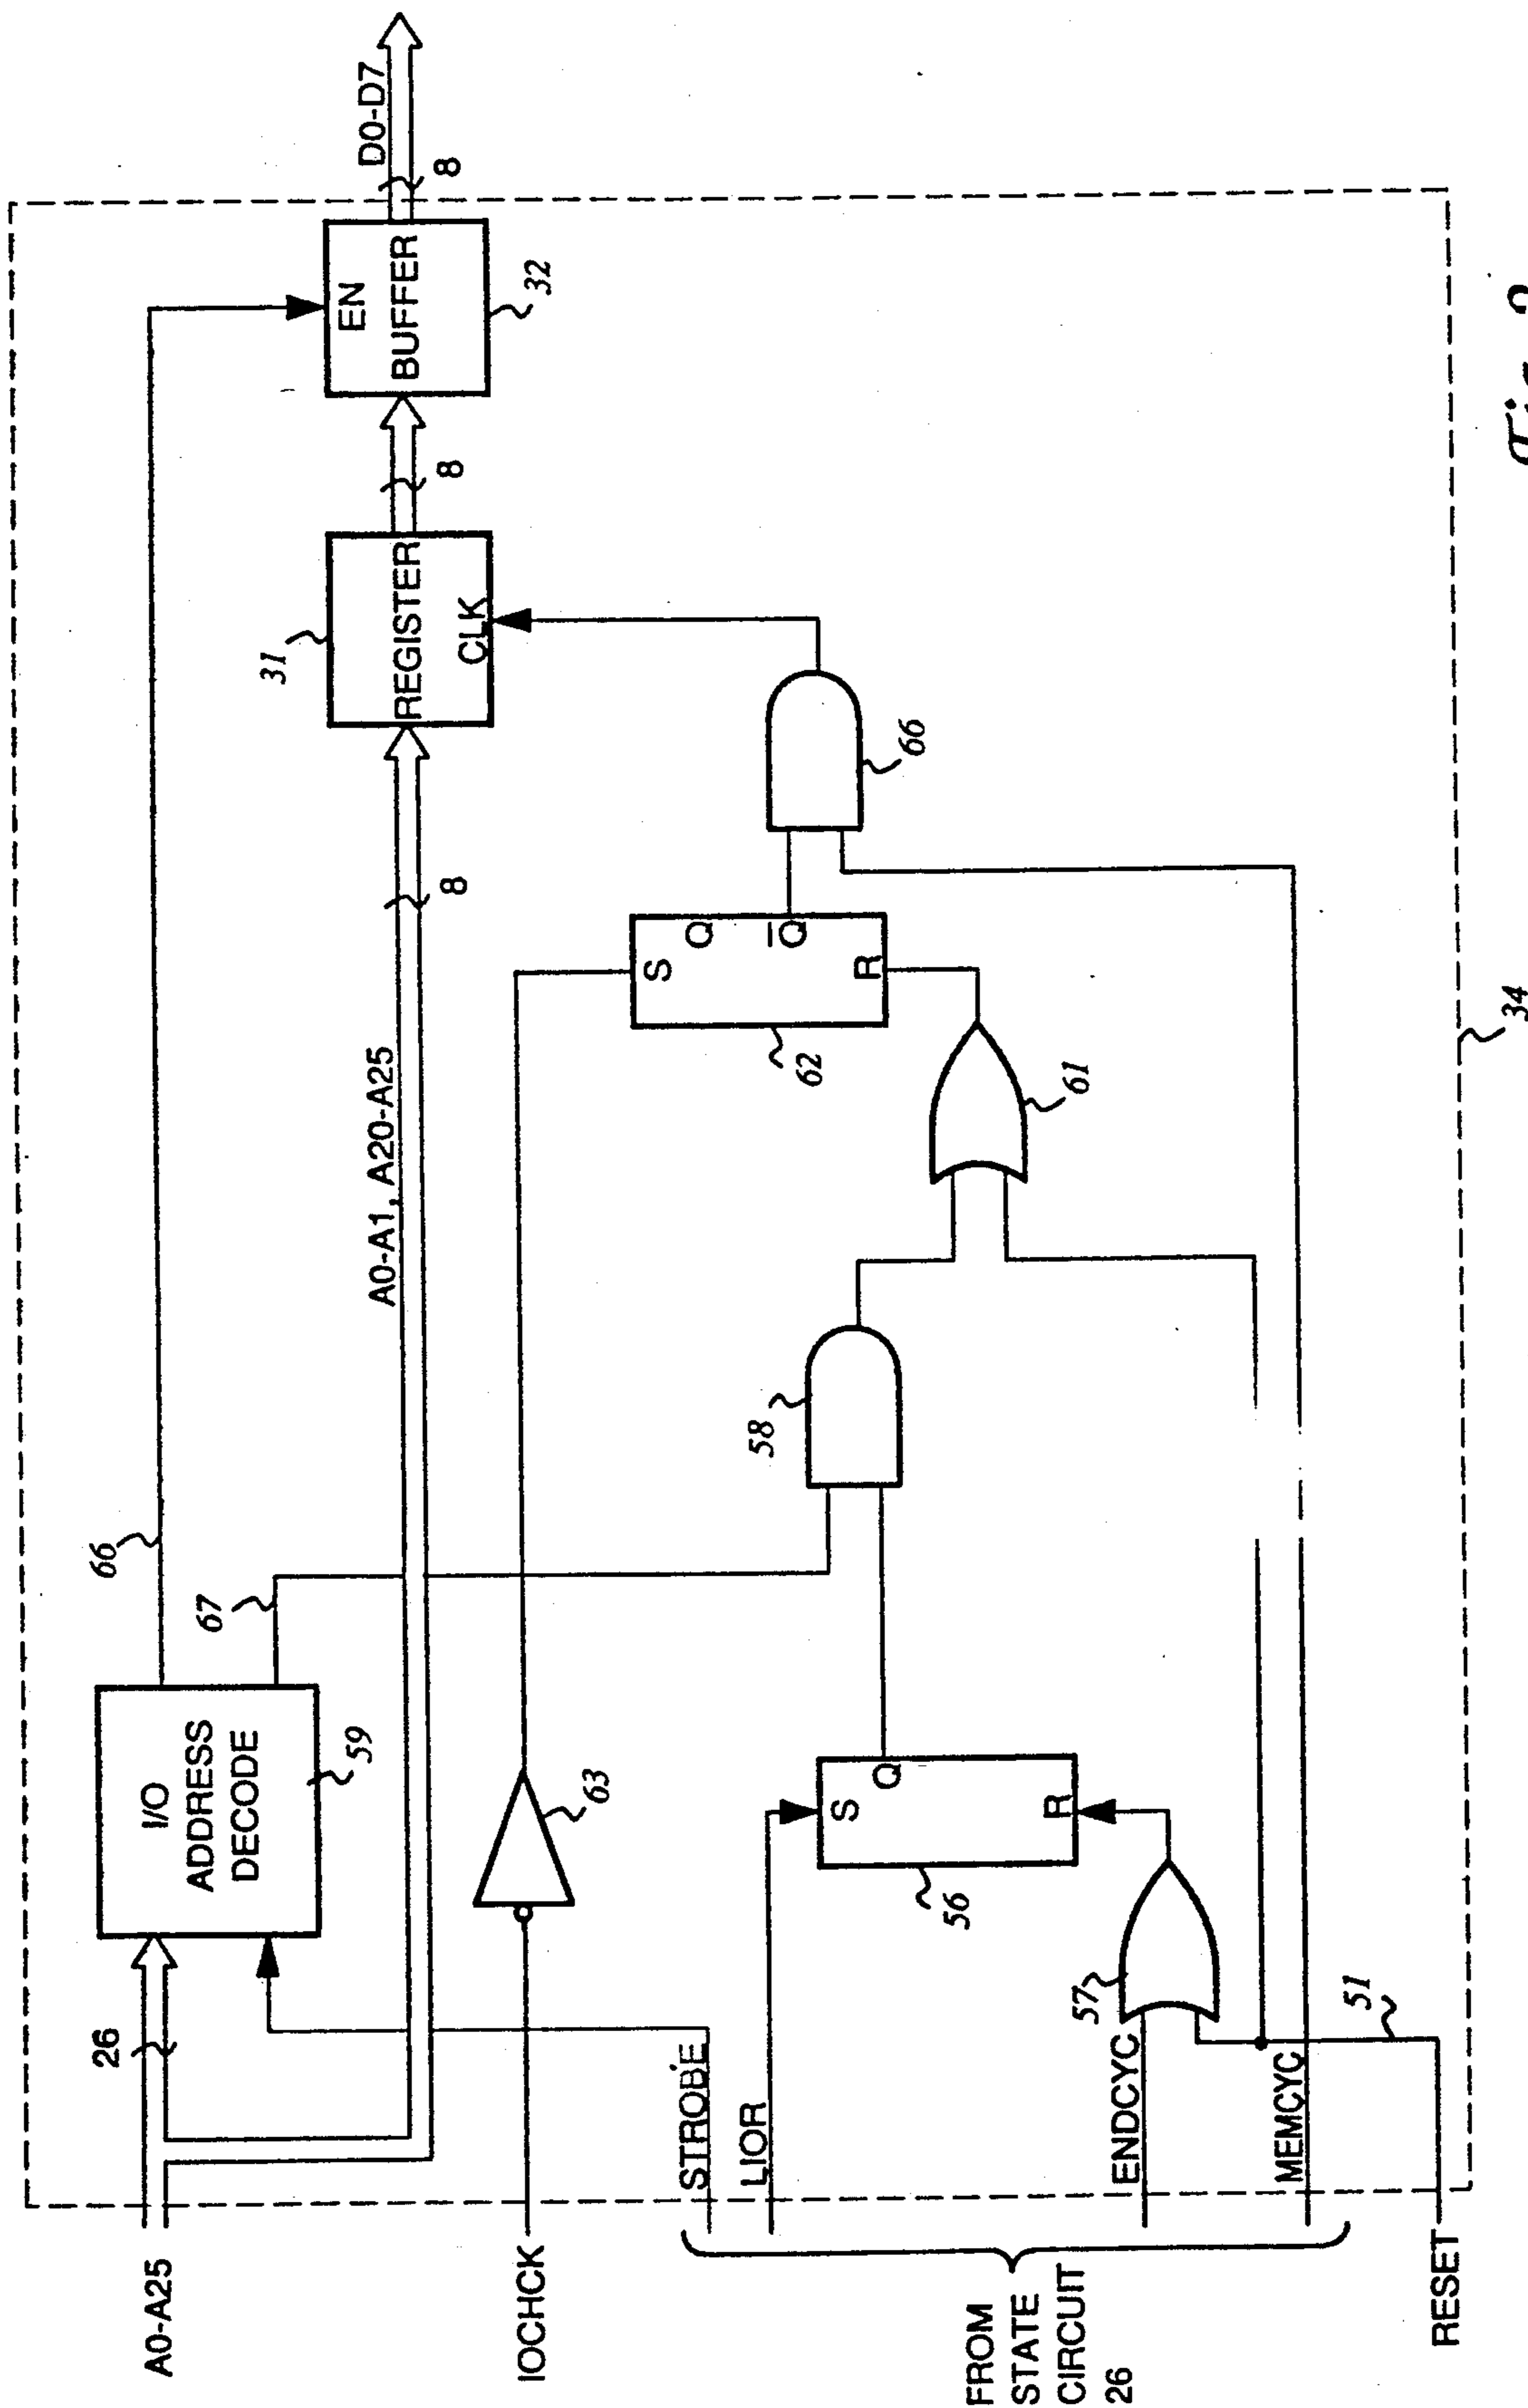 A0-A25
26
I/O
ADDRESS
DECODE
59
66
67
A0-A1, A20-A25
8
31
REGISTER
CLK
8
EN
BUFFER
32
D0-D7
8
IOCHCK
63
S
Q
Q
R
62
66
58
61
FROM
STATE
CIRCUIT
26
STROBE
LIOR
S
Q
R
56
57
ENDCYC
MEMCYC
51
RESET
34